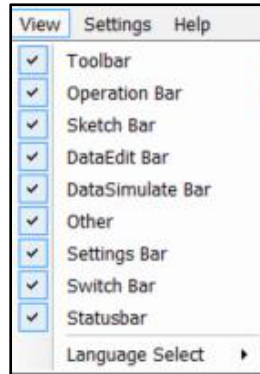 View Settings Help
Toolbar
Operation Bar
Sketch Bar
DataEdit Bar
DataSimulate Bar
Other
Settings Bar
Switch Bar
Statusbar
Language Select